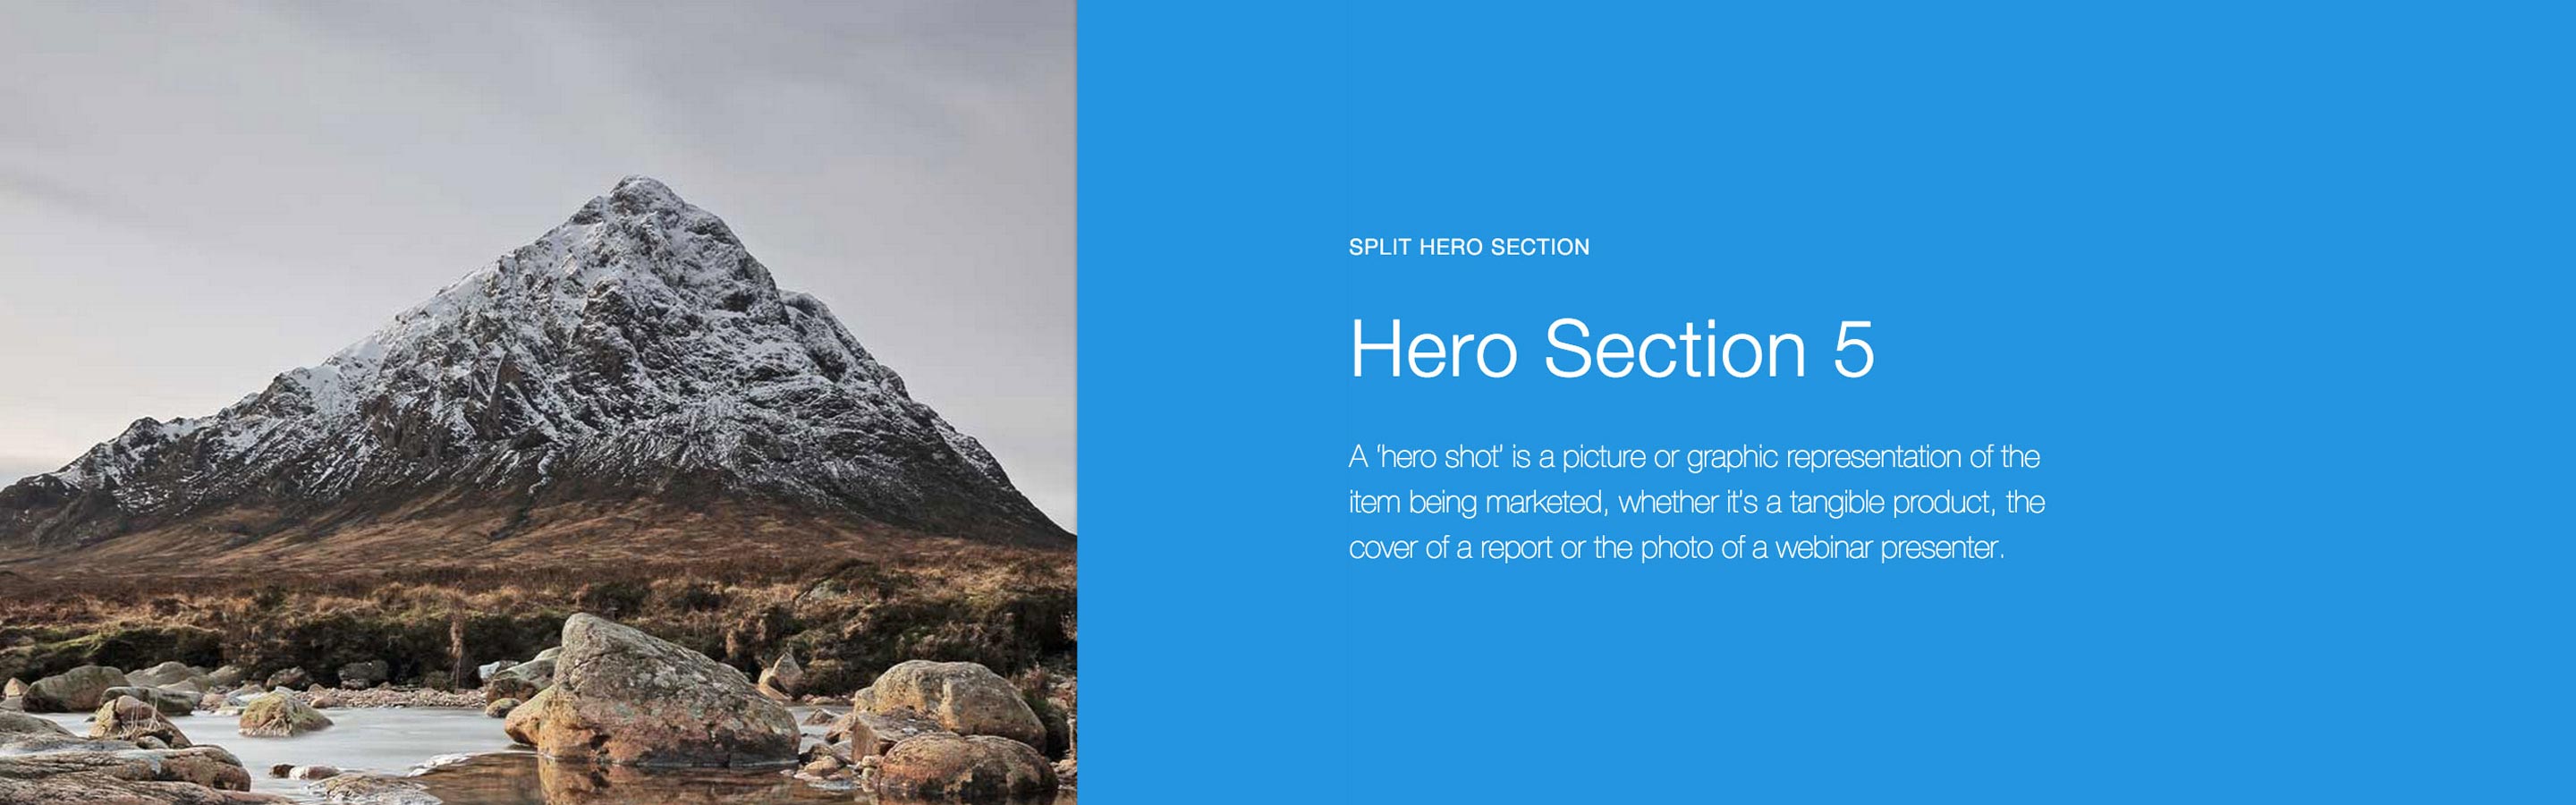 SPLIT HERO SECTION
Hero Section 5
A ‘hero shot’ is a picture or graphic representation of the
item being marketed, whether it's a tangible product, the
cover of a report or the photo of a webinar presenter.